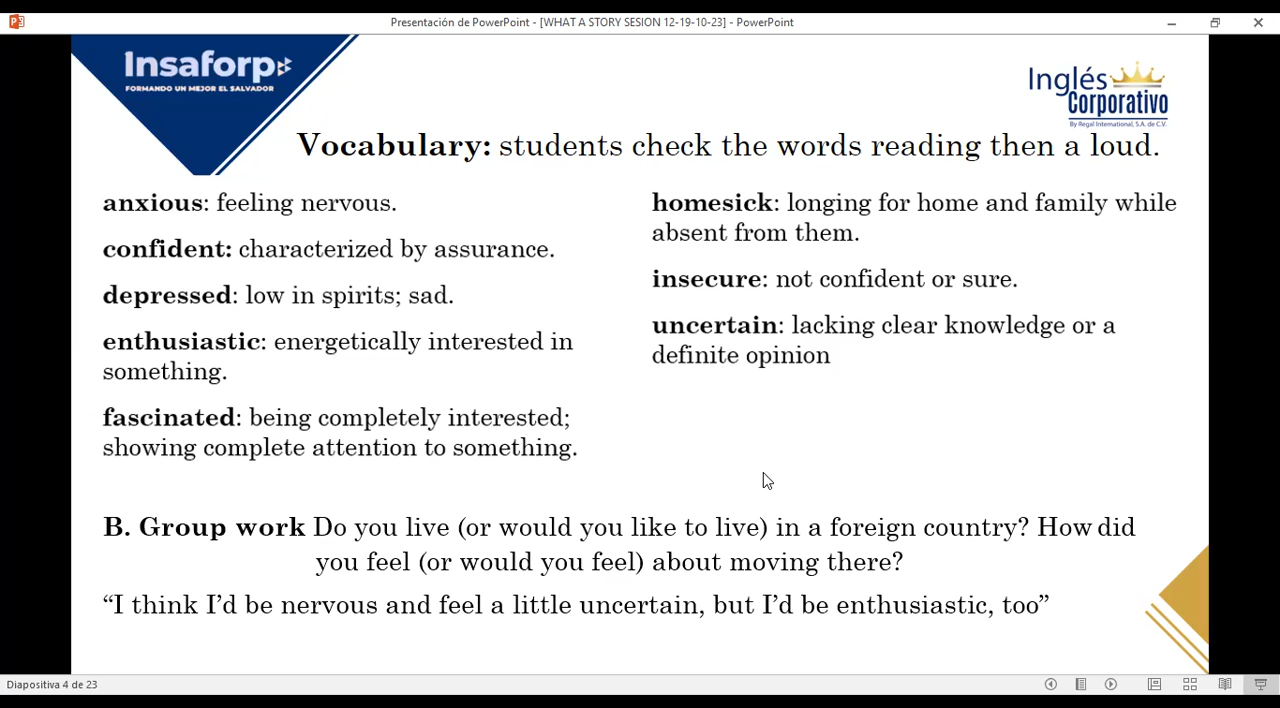 Presentación de PowerPoint - [WHAT A STORY SESION 12-19-10-23] - PowerPoint
Insaforp
FORMANDO UN MEJOR EL SALVADOR
Inglés
Corporativo
By Regal International, S.A. de C.V.
Vocabulary: students check the words reading then a loud.
anxious: feeling nervous.
confident: characterized by assurance.
depressed: low in spirits; sad.
enthusiastic: energetically interested in
something.
fascinated: being completely interested;
showing complete attention to something.
homesick: longing for home and family while
absent from them.
insecure: not confident or sure.
uncertain: lacking clear knowledge or a
definite opinion
B. Group work Do you live (or would you like to live) in a foreign country? How did
you feel (or would you feel) about moving there?
“I think I’d be nervous and feel a little uncertain, but I’d be enthusiastic, too”
Diapositiva 4 de 23